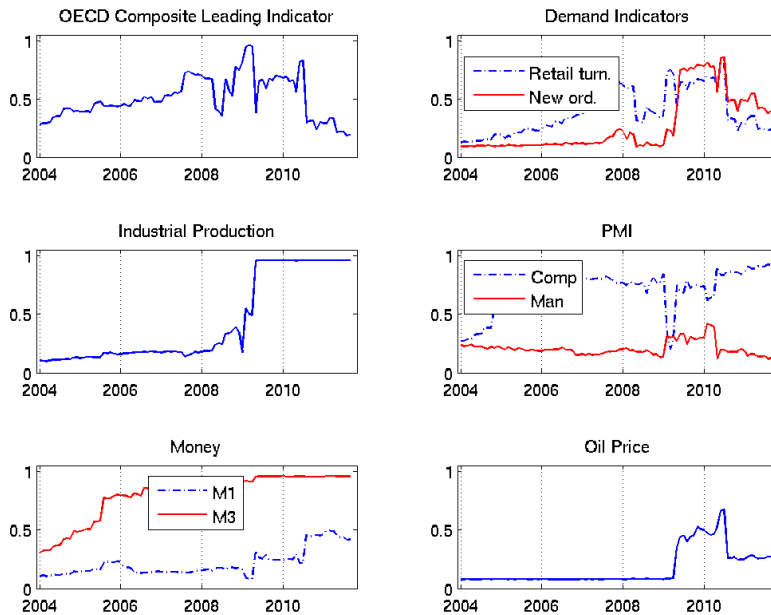 OECD Composite Leading Indicator
1
0.5
0
2004 2006 2008 2010
Demand Indicators
1
Retail turn.
New ord.
0.5
0
2004 2006 2008 2010
Industrial Production
1
0.5
0
2004 2006 2008 2010
PMI
1
Comp
Man
0.5
0
2004 2006 2008 2010
Money
1
M1
M3
0.5
0
2004 2006 2008 2010
Oil Price
1
0.5
0
2004 2006 2008 2010